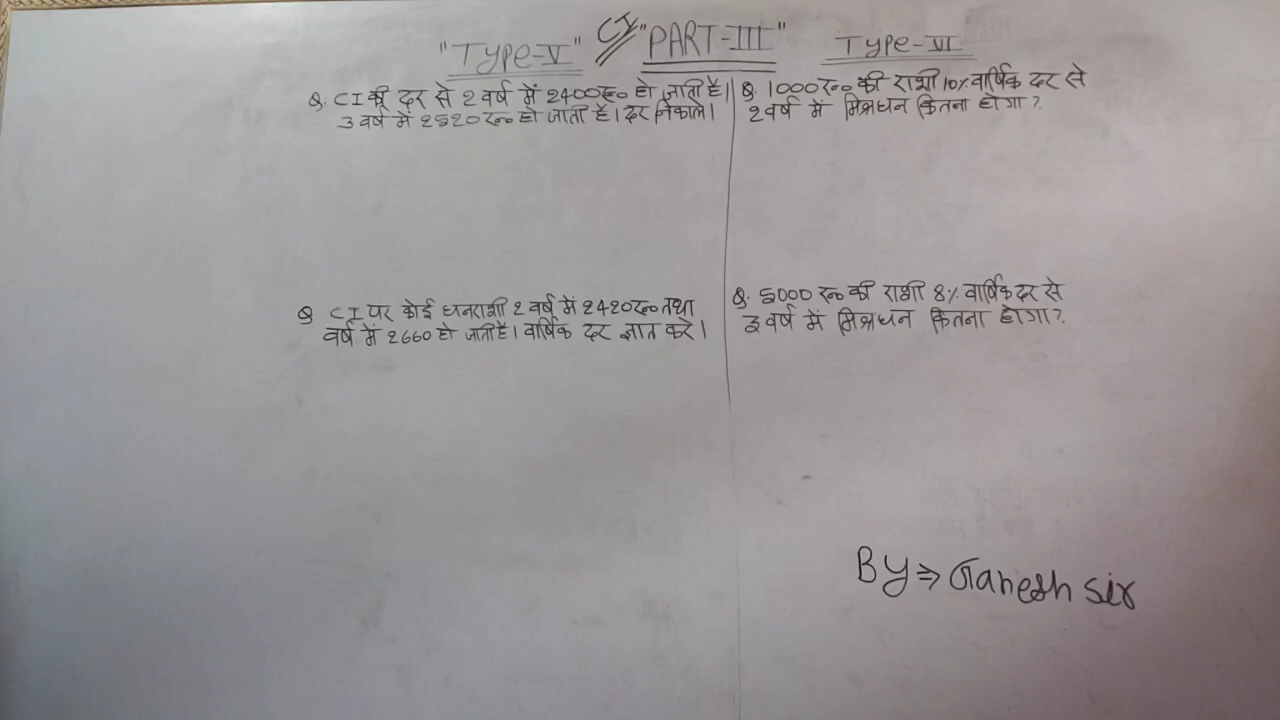 CI "PART-III"
"Type-V"
Q. CI की दर से 2 वर्ष में 2400रू० हो जाती है।
3 वर्ष में 2520रू० हो जाती है। दर निकाले।
Q CI पर कोई धनराशी 2 वर्ष में 2420रू० तथा
वर्ष में 2660 हो जाती है। वार्षिक दर ज्ञात करे।
Type-VI
Q. 1000रू० की राशी 10% वार्षिक दर से
2 वर्ष में मिश्रधन कितना होगा?
Q. 5000 रू० की राशी 8% वार्षिक दर से
3 वर्ष में मिश्रधन कितना होगा?
By⇒Ganesh sir